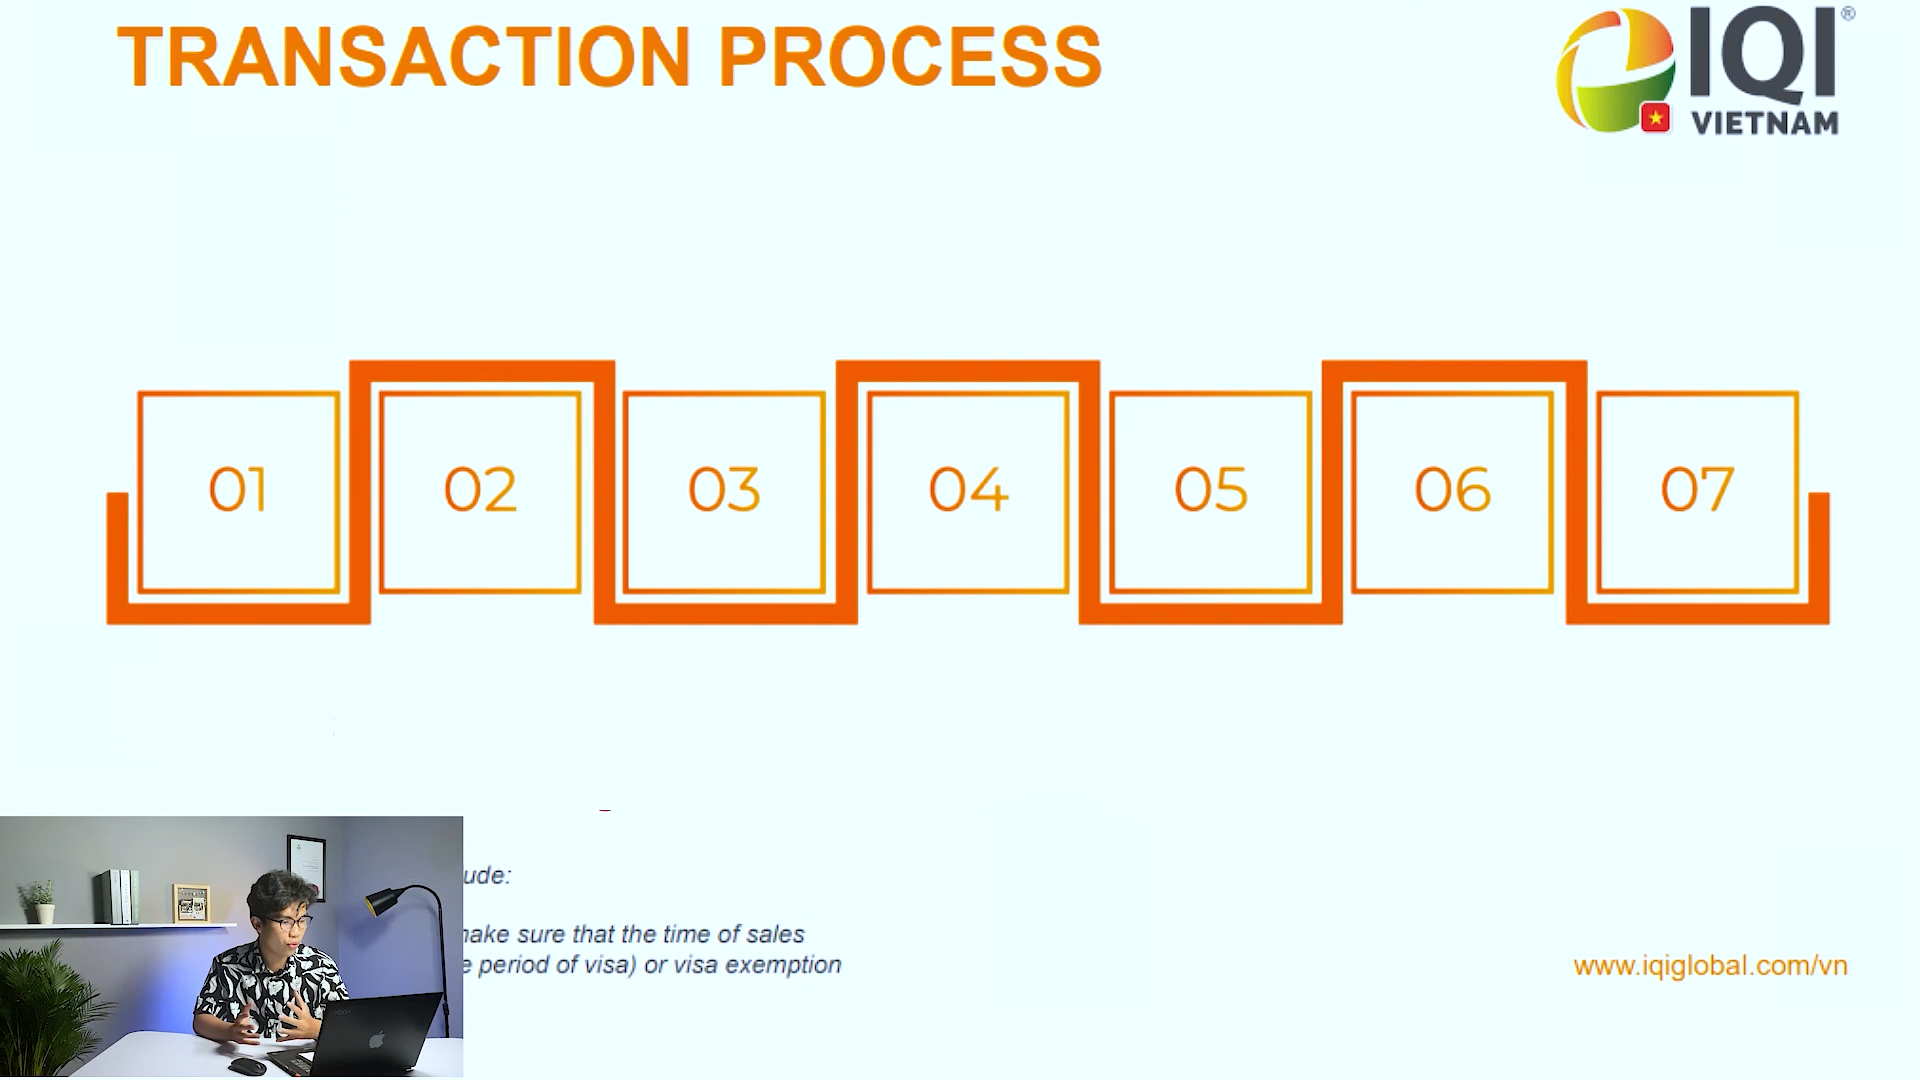 TRANSACTION PROCESS
IQI®
VIETNAM
01
02
03
04
05
06
07
ude:
ake sure that the time of sales
e period of visa) or visa exemption
www.iqiglobal.com/vn